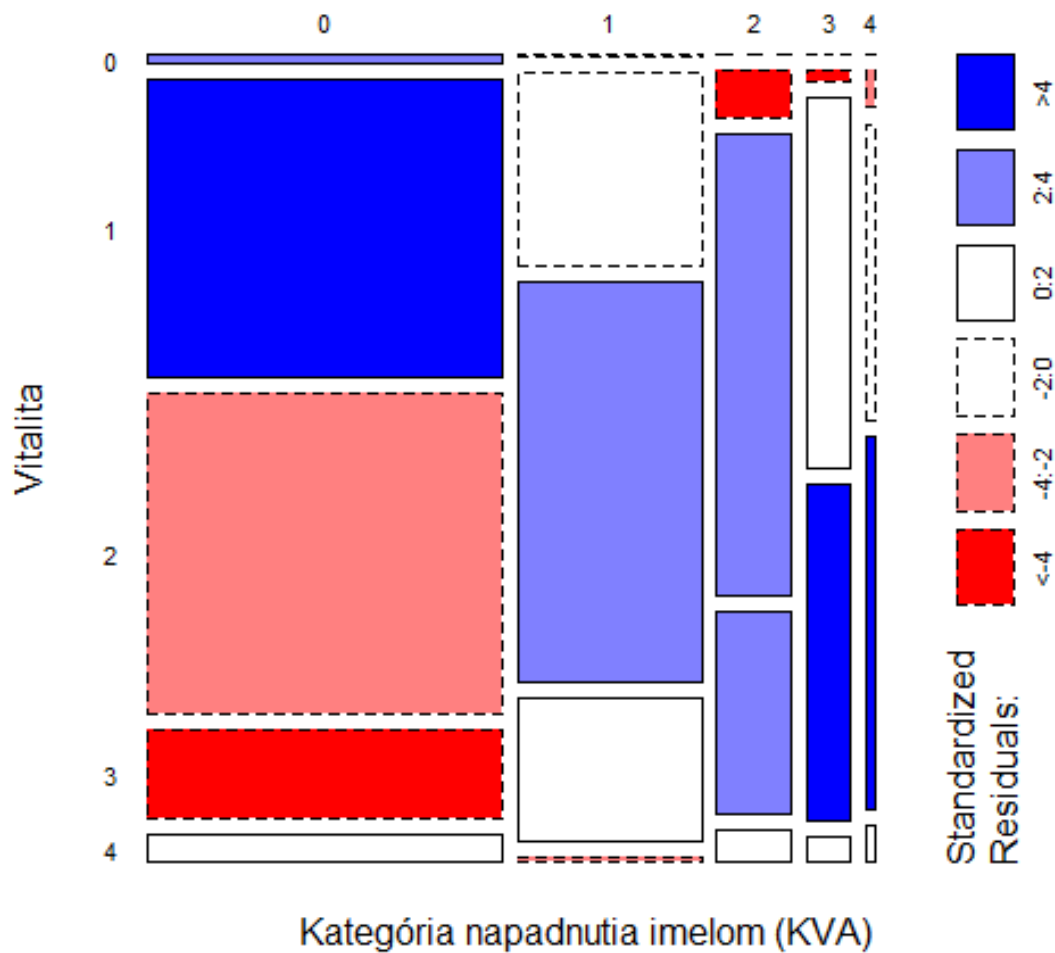 0 1 2 3 4
0
1
2
3
4
Vitalita
Kategória napadnutia imelom (KVA)
Standardized
Residuals:
<-4
-4:-2
-2:0
0:2
2:4
>4